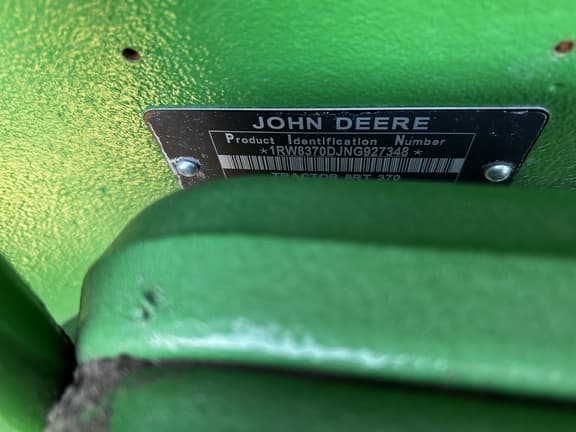 JOHN DEERE
Product Identification Number
*1RW8370DJNG927348*
TRACTOR 8RT 370